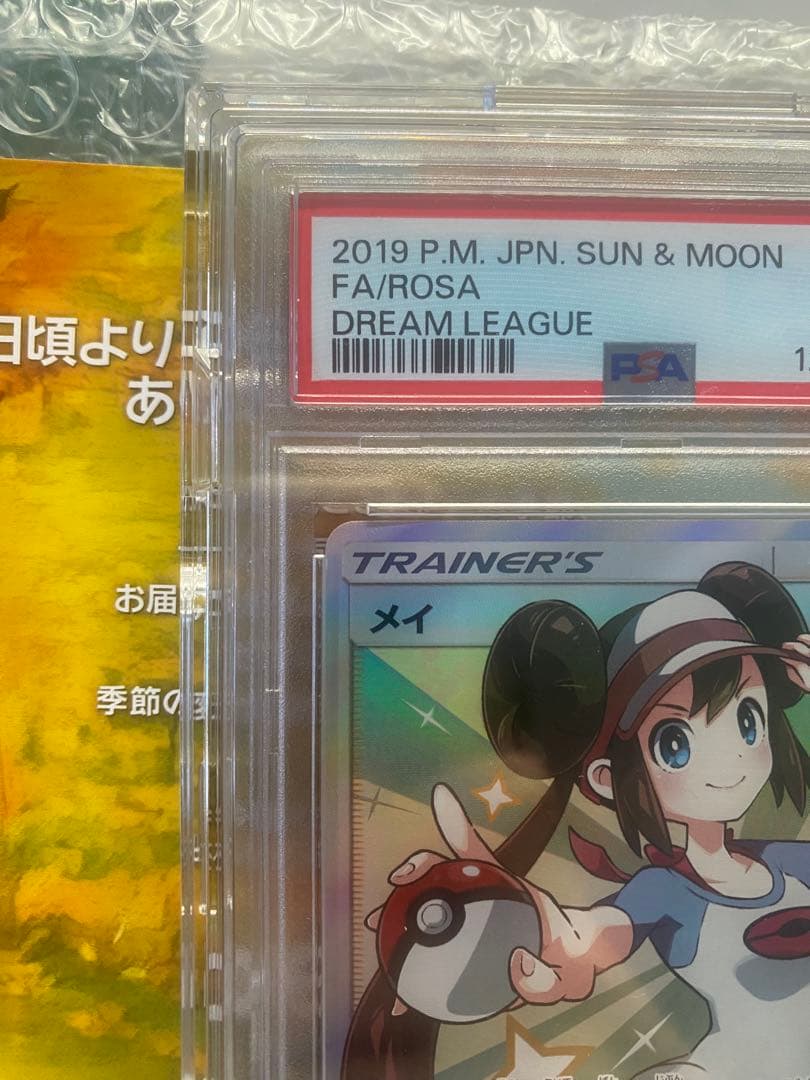 2019 P.M. JPN. SUN & MOON
FA/ROSA
DREAM LEAGUE
PSA
TRAINER'S
メイ
日頃より
あ
お届
季節の